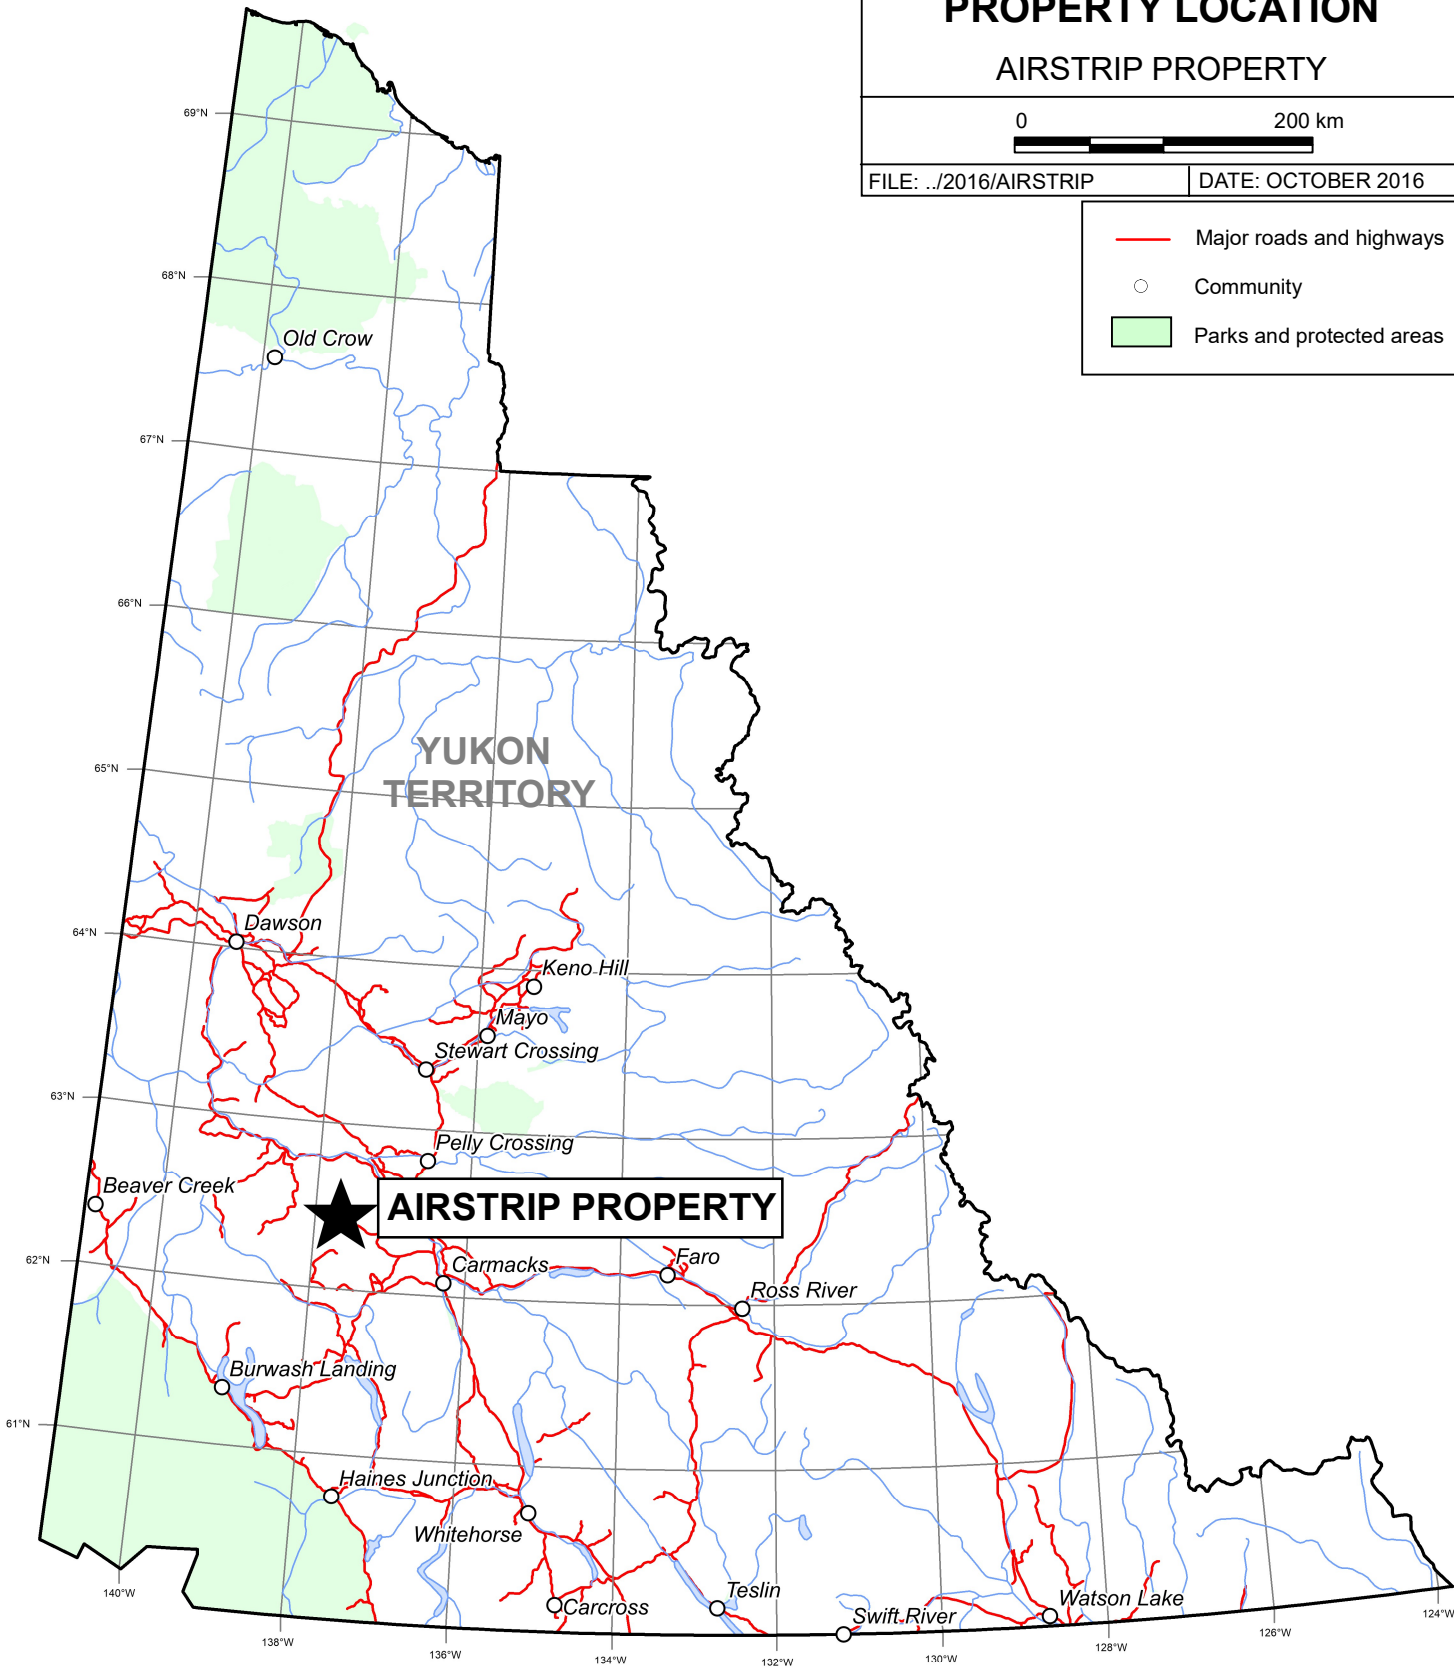 PROPERTY LOCATION
AIRSTRIP PROPERTY
0 200 km
FILE: ../2016/AIRSTRIP DATE: OCTOBER 2016
Major roads and highways
Community
Parks and protected areas
69°N
68°N
Old Crow
67°N
66°N
YUKON
TERRITORY
65°N
Dawson
64°N
Keno Hill
Mayo
Stewart Crossing
63°N
Pelly Crossing
Beaver Creek
AIRSTRIP PROPERTY
62°N
Carmacks
Faro
Ross River
Burwash Landing
61°N
Haines Junction
Whitehorse
Teslin
Carcross
Swift River
Watson Lake
140°W
138°W
136°W
134°W
132°W
130°W
128°W
126°W
124°W